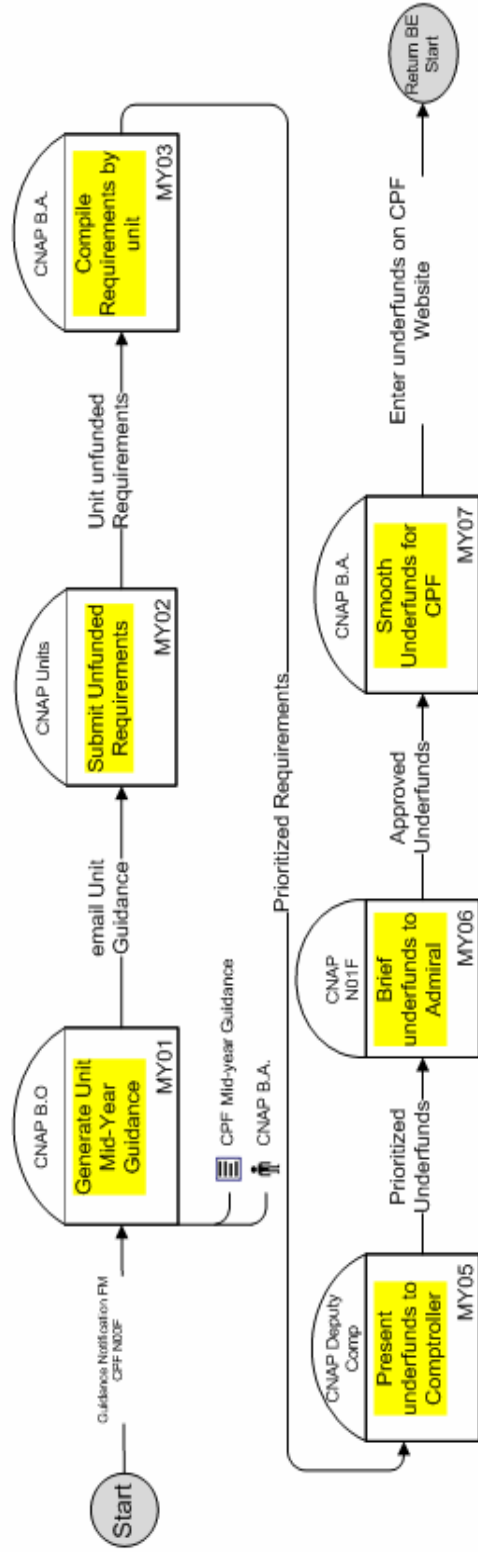 Start
Guidance Notification FM
CPF N00F
CNAP B.O
Generate Unit
Mid-Year
Guidance
MY01
CPF Mid-year Guidance
CNAP B.A.
email Unit
Guidance
CNAP Units
Submit Unfunded
Requirements
MY02
Unit unfunded
Requirements
CNAP B.A.
Compile
Requirements by
unit
MY03
Prioritized Requirements
CNAP Deputy
Comp
Present
underfunds to
Comptroller
MY05
Prioritized
Underfunds
CNAP
N01F
Brief
underfunds to
Admiral
MY06
Approved
Underfunds
CNAP B.A.
Smooth
Underfunds for
CPF
MY07
Enter underfunds on CPF
Website
Return BE
Start